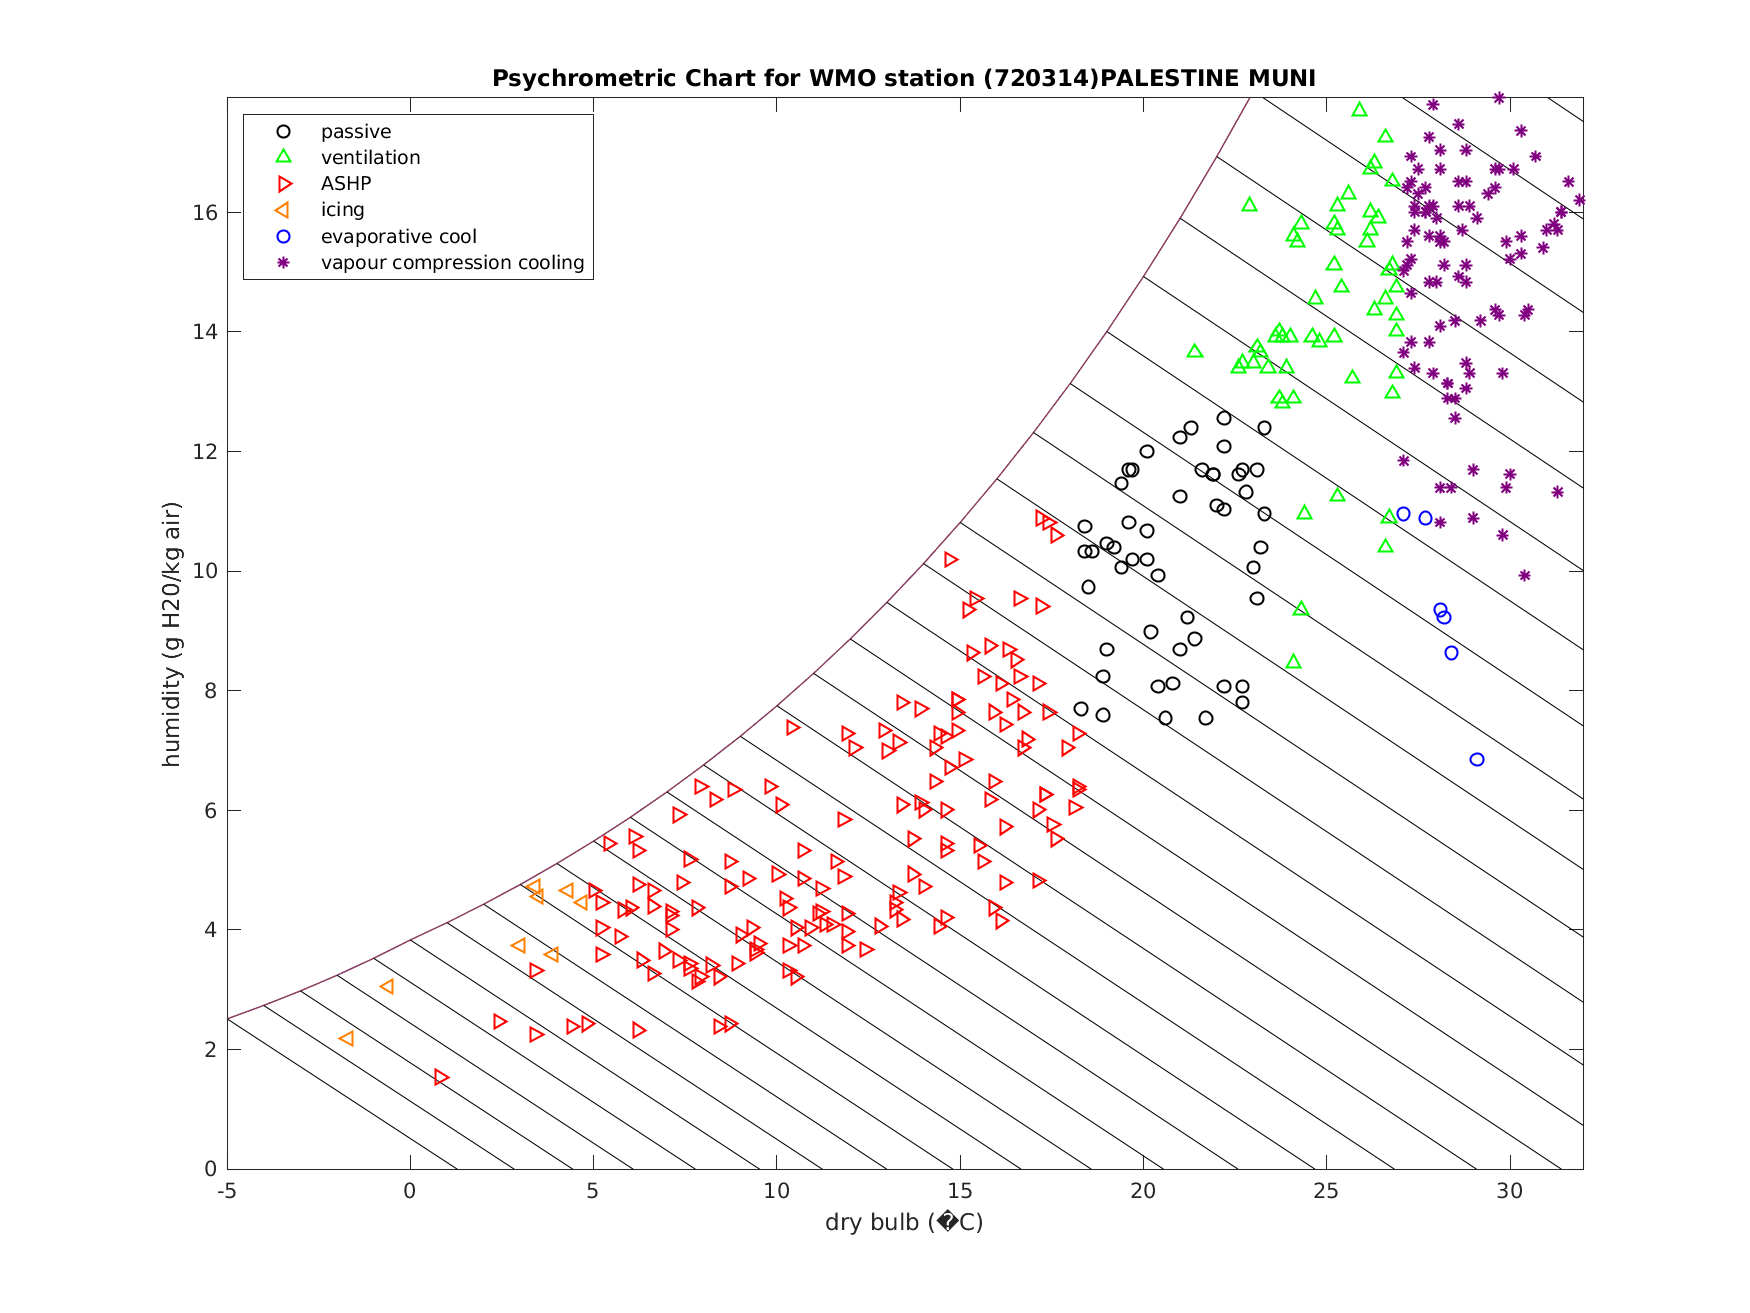 Psychrometric Chart for WMO station (720314)PALESTINE MUNI
passive
ventilation
ASHP
icing
evaporative cool
vapour compression cooling
humidity (g H20/kg air)
16
14
12
10
8
6
4
2
0
-5 0 5 10 15 20 25 30
dry bulb (�C)